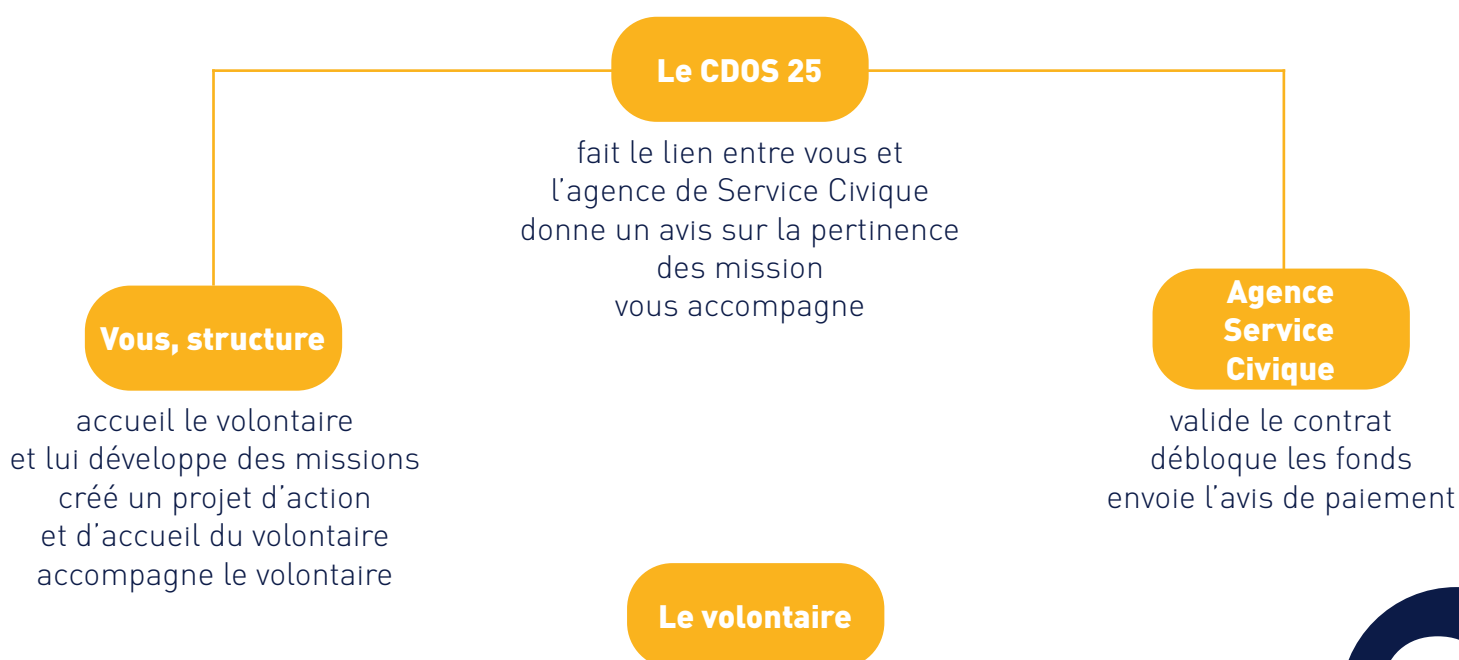 Le CDOS 25
fait le lien entre vous et
l'agence de Service Civique
donne un avis sur la pertinence
des mission
vous accompagne
Vous, structure
accueil le volontaire
et lui développe des missions
créé un projet d'action
et d'accueil du volontaire
accompagne le volontaire
Agence
Service
Civique
valide le contrat
débloque les fonds
envoie l'avis de paiement
Le volontaire